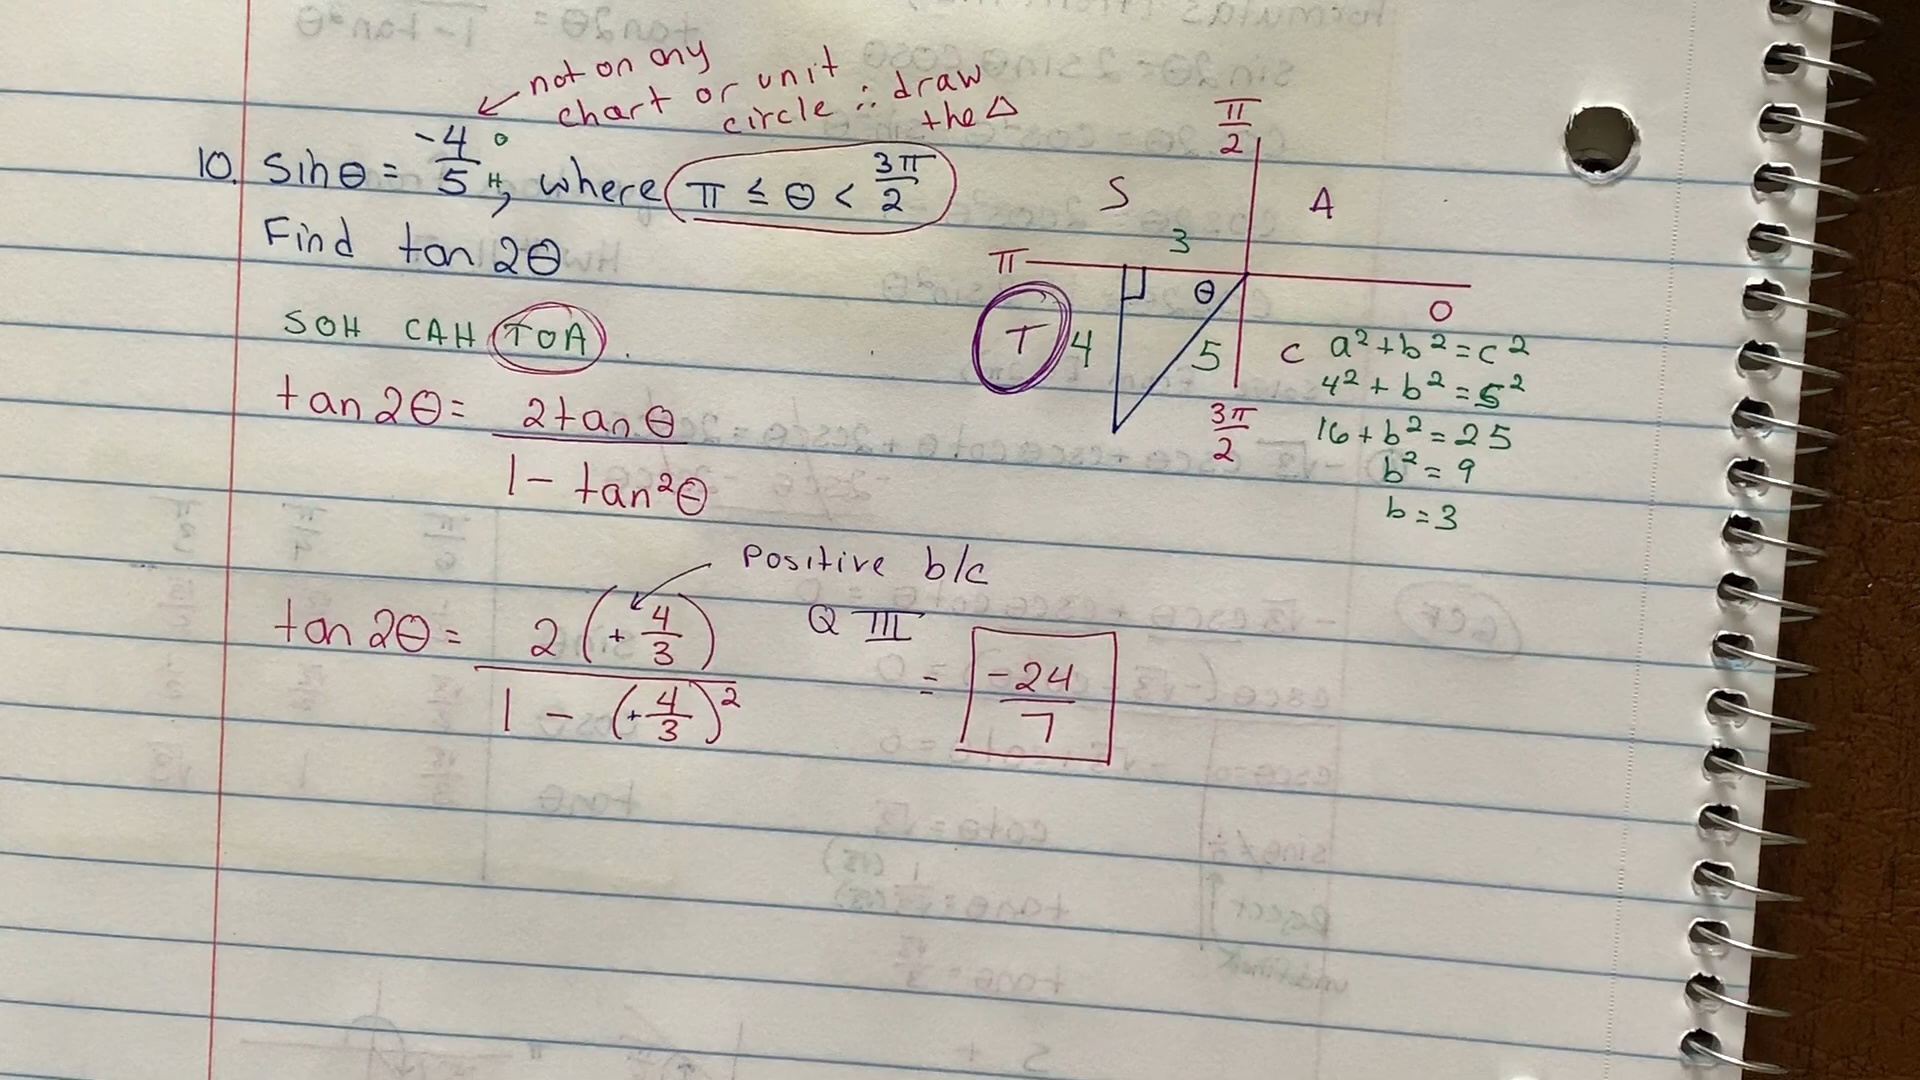 not on any
chart or unit
circle ∴ draw
the △
10. sinθ = -4/5 O H, where π ≤ θ < 3π/2
Find tan 2θ
SOH CAH TOA.
tan 2θ = 2tanθ / 1 - tan²θ
π/2
S A
3
π θ 0
T 4 5 C
3π/2
a² + b² = c²
4² + b² = 5²
16 + b² = 25
b² = 9
b = 3
Positive b/c
Q III
tan 2θ = 2(+4/3) / 1 - (+4/3)² = -24/7